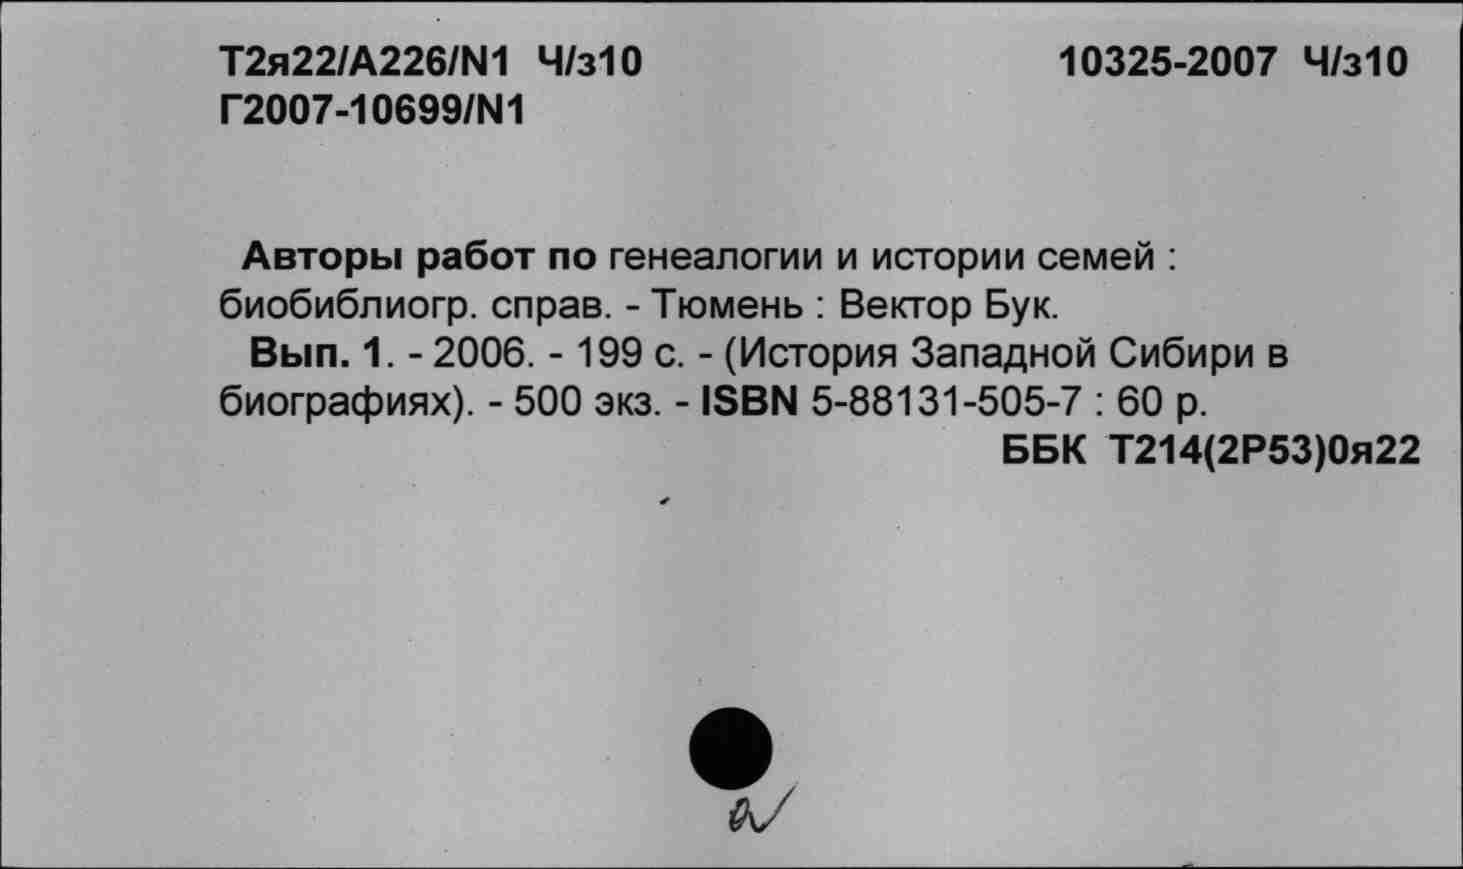 Т2я22/А226/N1 Ч/з10 10325-2007 Ч/з10
Г2007-10699/N1
Авторы работ по генеалогии и истории семей :
биобиблиогр. справ. - Тюмень : Вектор Бук.
Вып. 1. - 2006. - 199 с. - (История Западной Сибири в
биографиях). - 500 экз. - ISBN 5-88131-505-7 : 60 р.
ББК Т214(2Р53)0я22